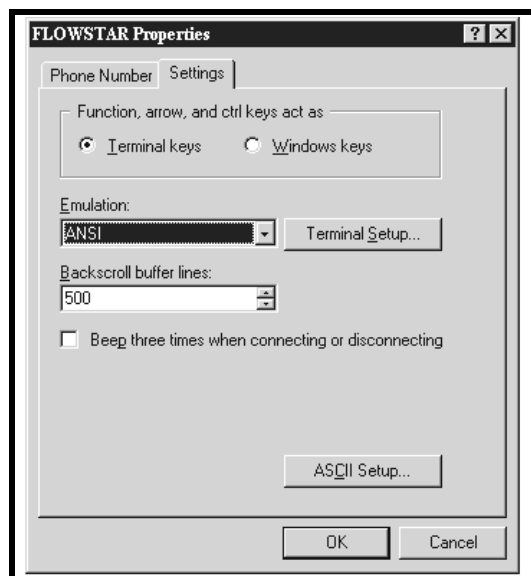 FLOWSTAR Properties
Phone Number Settings
Function, arrow, and ctrl keys act as
Terminal keys Windows keys
Emulation:
ANSI Terminal Setup...
Backscroll buffer lines:
500
Beep three times when connecting or disconnecting
ASCII Setup...
OK Cancel